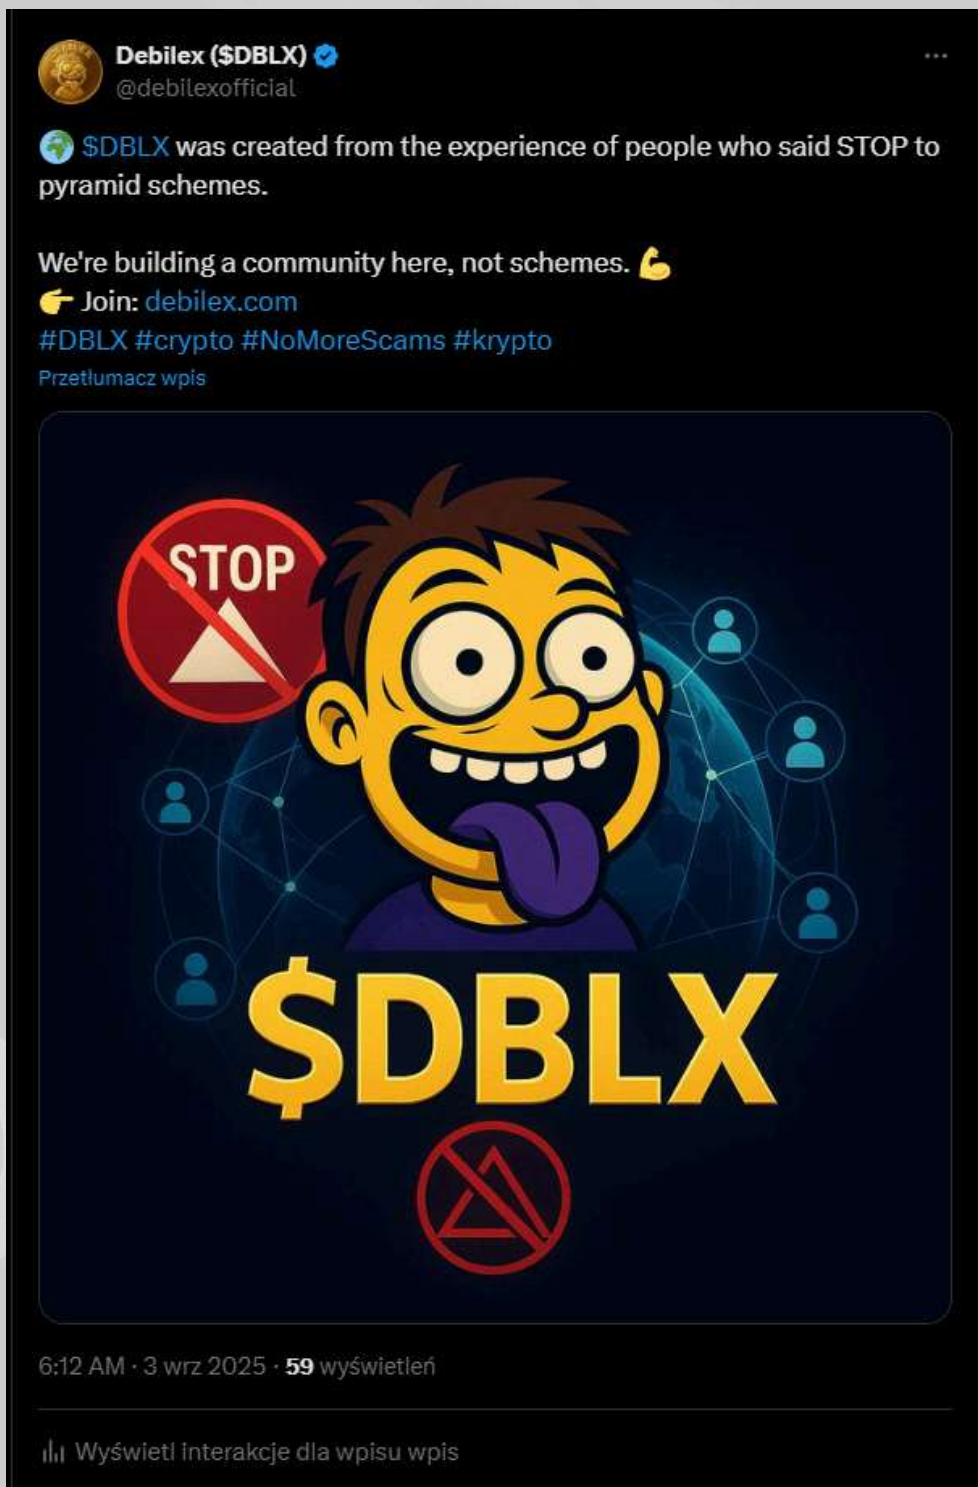 Debilex ($DBLX)
@debilexofficial
$DBLX was created from the experience of people who said STOP to
pyramid schemes.
We're building a community here, not schemes. 💪
👉 Join: debilex.com
#DBLX #crypto #NoMoreScams #krypto
Przetłumacz wpis
STOP
$DBLX
6:12 AM · 3 wrz 2025 · 59 wyświetleń
Wyświetl interakcje dla wpisu wpis